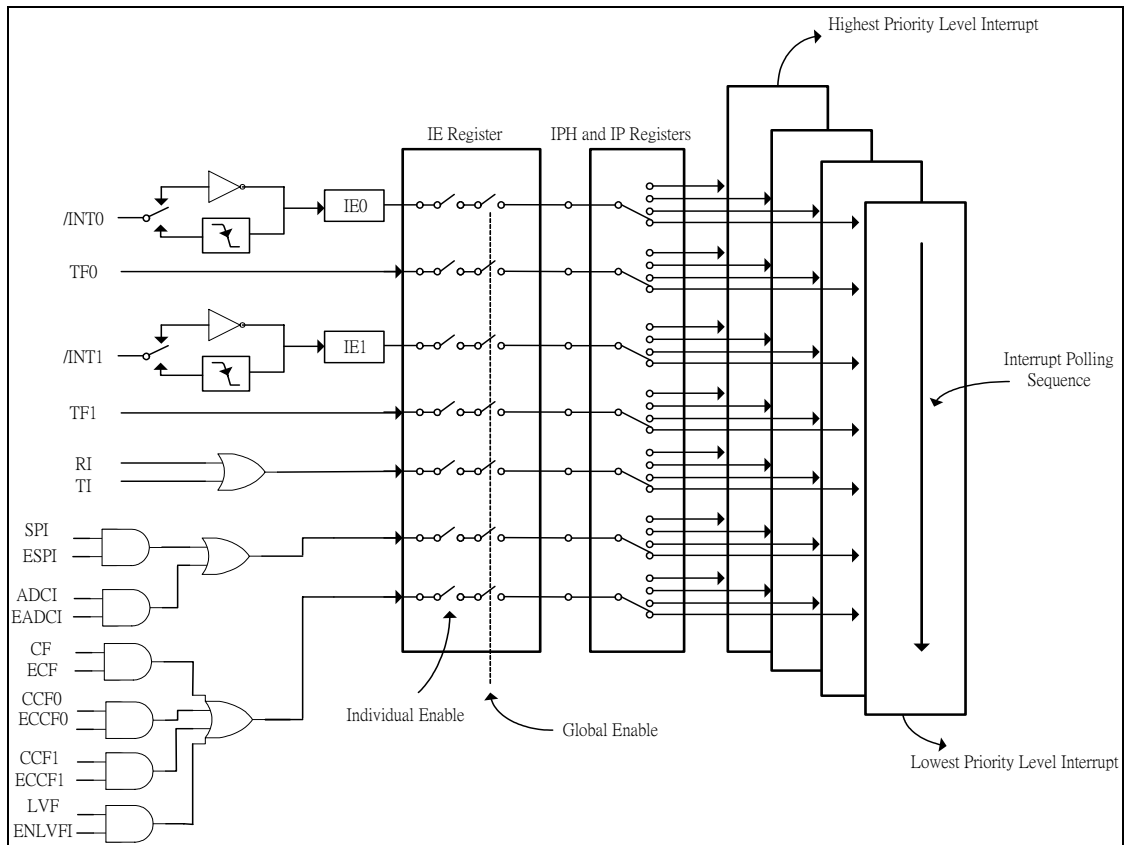 Highest Priority Level Interrupt
IE Register
IPH and IP Registers
/INT0
IE0
TF0
/INT1
IE1
Interrupt Polling
Sequence
TF1
RI
TI
SPI
ESPI
ADCI
EADCI
CF
ECF
CCF0
ECCF0
Individual Enable
Global Enable
CCF1
ECCF1
Lowest Priority Level Interrupt
LVF
ENLVFI